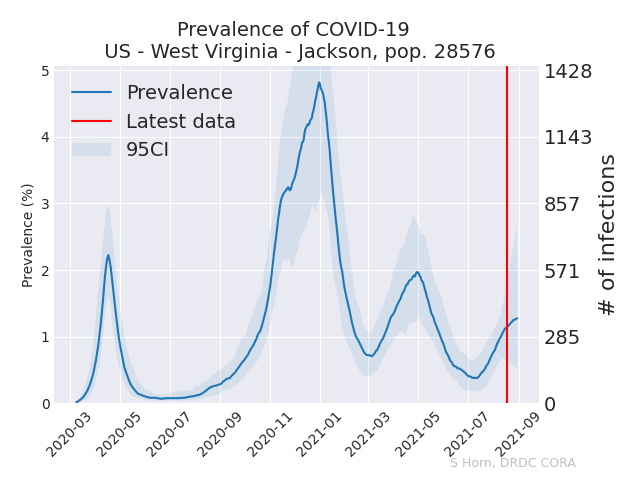 Prevalence of COVID-19
US - West Virginia - Jackson, pop. 28576
Prevalence
Latest data
95CI
Prevalence (%)
5
4
3
2
1
0
1428
1143
857
571
285
0
# of infections
2020-03
2020-05
2020-07
2020-09
2020-11
2021-01
2021-03
2021-05
2021-07
2021-09
S Horn, DRDC CORA